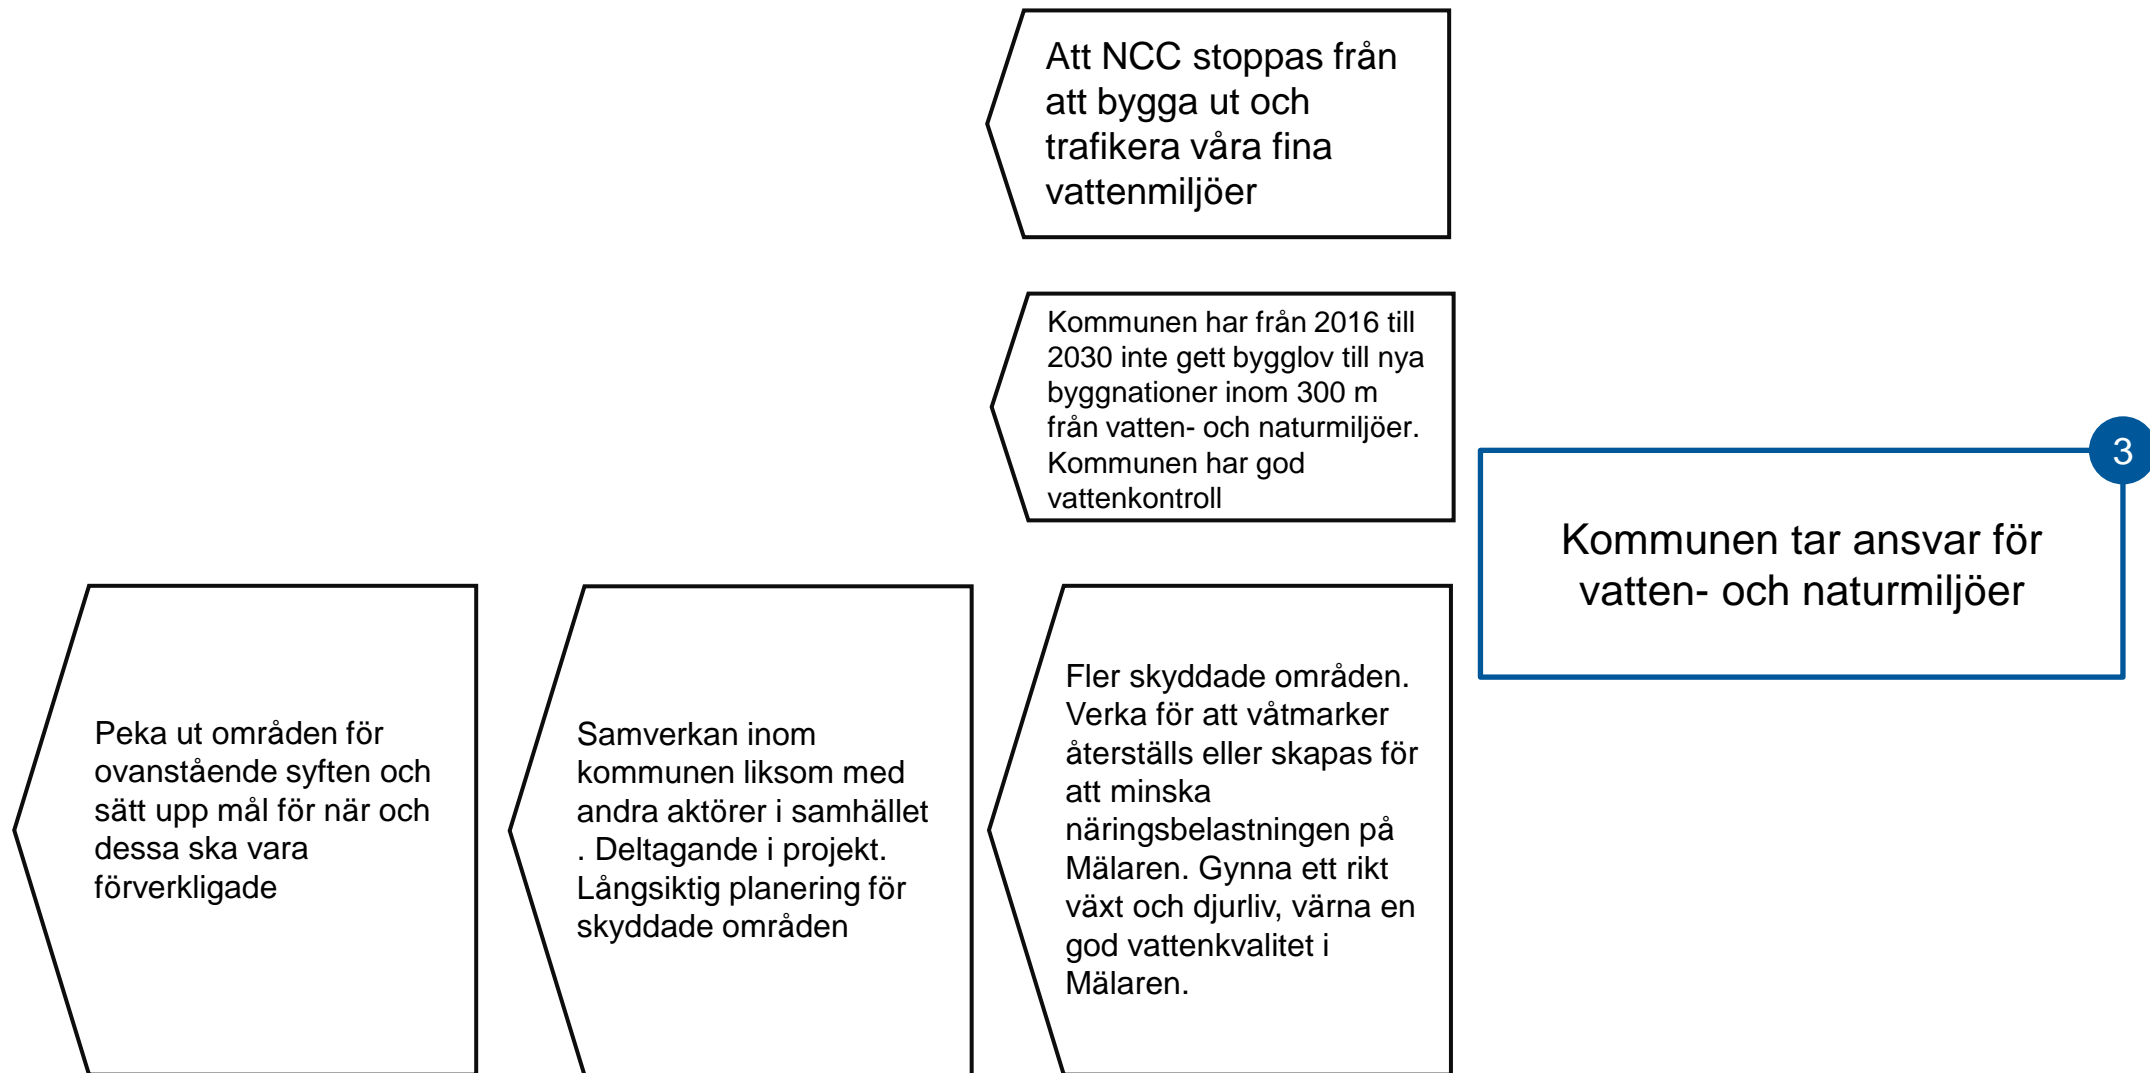 Att NCC stoppas från
att bygga ut och
trafikera våra fina
vattenmiljöer
Kommunen har från 2016 till
2030 inte gett bygglov till nya
byggnationer inom 300 m
från vatten- och naturmiljöer.
Kommunen har god
vattenkontroll
3
Kommunen tar ansvar för
vatten- och naturmiljöer
Peka ut områden för
ovanstående syften och
sätt upp mål för när och
dessa ska vara
förverkligade
Samverkan inom
kommunen liksom med
andra aktörer i samhället
. Deltagande i projekt.
Långsiktig planering för
skyddade områden
Fler skyddade områden.
Verka för att våtmarker
återställs eller skapas för
att minska
näringsbelastningen på
Mälaren. Gynna ett rikt
växt och djurliv, värna en
god vattenkvalitet i
Mälaren.